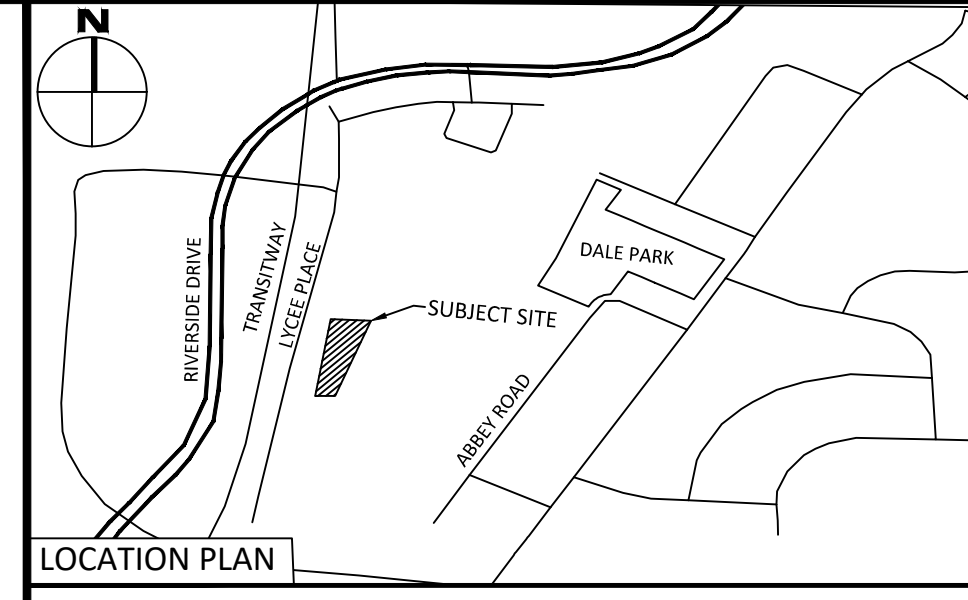 N
RIVERSIDE DRIVE
TRANSITWAY
LYCEE PLACE
SUBJECT SITE
DALE PARK
ABBEY ROAD
LOCATION PLAN